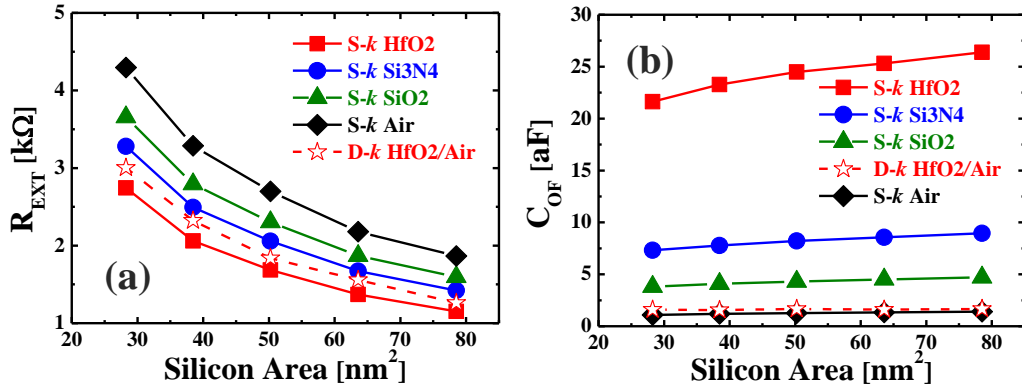 5
4
3
2
1
R_EXT [kΩ]
20 30 40 50 60 70 80
Silicon Area [nm²]
(a)
S-k HfO2
S-k Si3N4
S-k SiO2
S-k Air
D-k HfO2/Air
30
25
20
15
10
5
0
C_OF [aF]
20 30 40 50 60 70 80
Silicon Area [nm²]
(b)
S-k HfO2
S-k Si3N4
S-k SiO2
D-k HfO2/Air
S-k Air